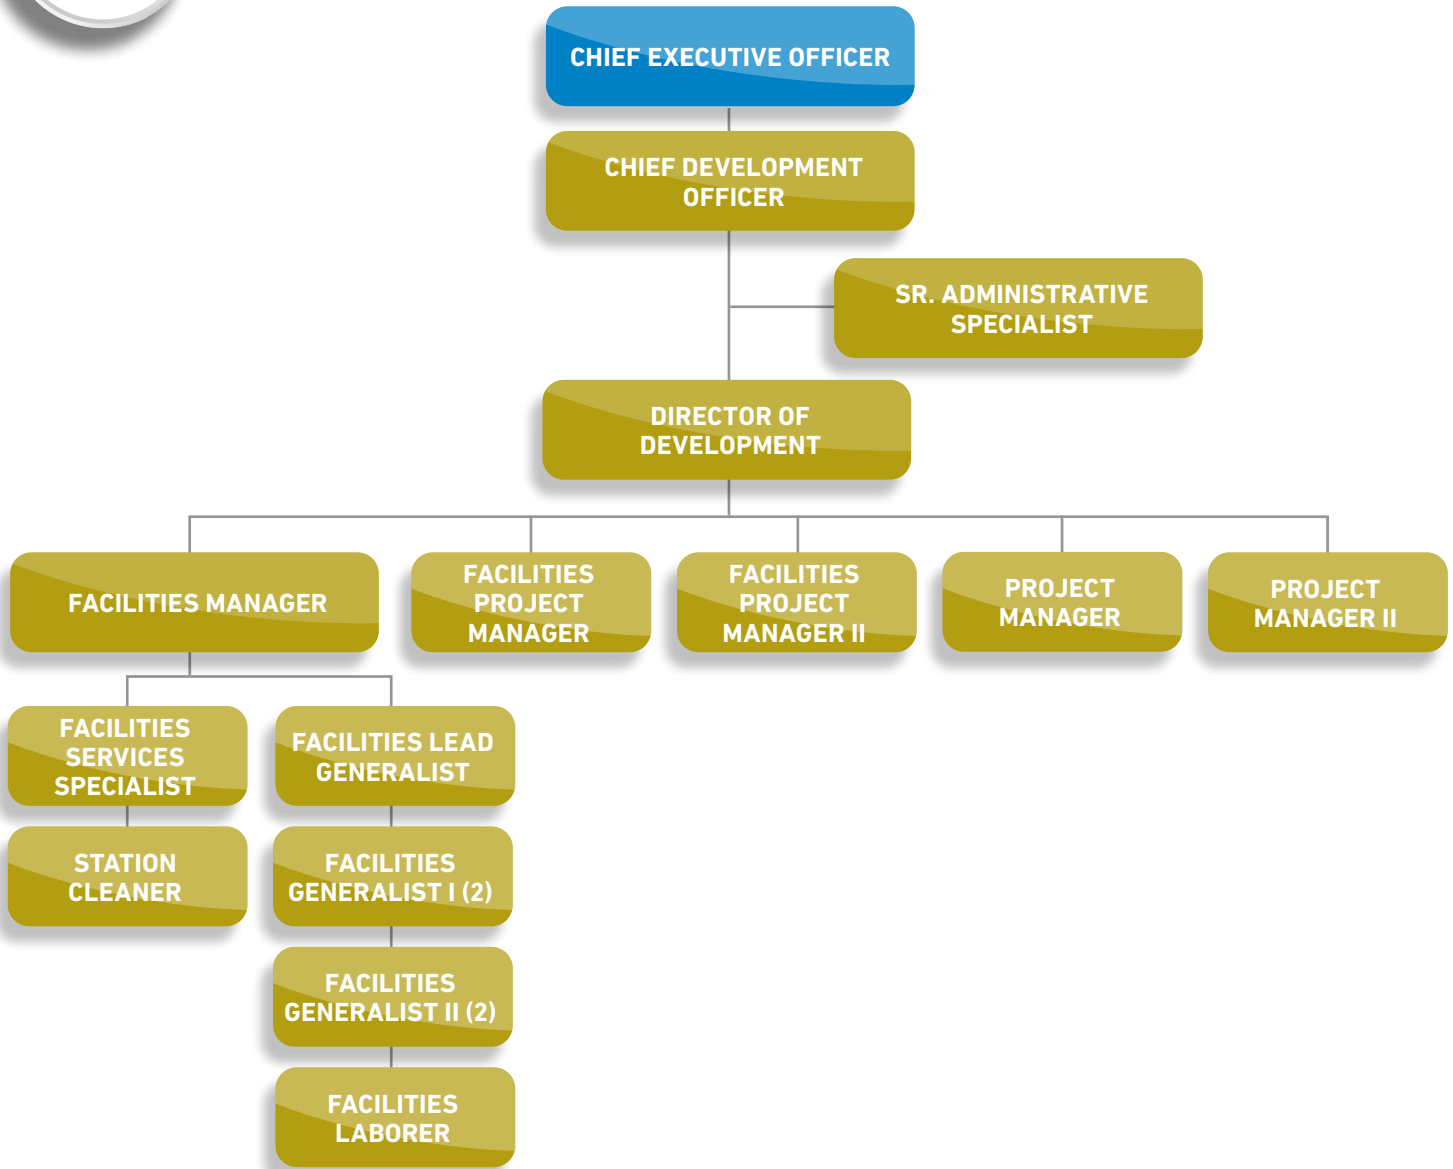 CHIEF EXECUTIVE OFFICER
CHIEF DEVELOPMENT
OFFICER
SR. ADMINISTRATIVE
SPECIALIST
DIRECTOR OF
DEVELOPMENT
FACILITIES MANAGER
FACILITIES
PROJECT
MANAGER
FACILITIES
PROJECT
MANAGER II
PROJECT
MANAGER
PROJECT
MANAGER II
FACILITIES
SERVICES
SPECIALIST
FACILITIES LEAD
GENERALIST
STATION
CLEANER
FACILITIES
GENERALIST I (2)
FACILITIES
GENERALIST II (2)
FACILITIES
LABORER